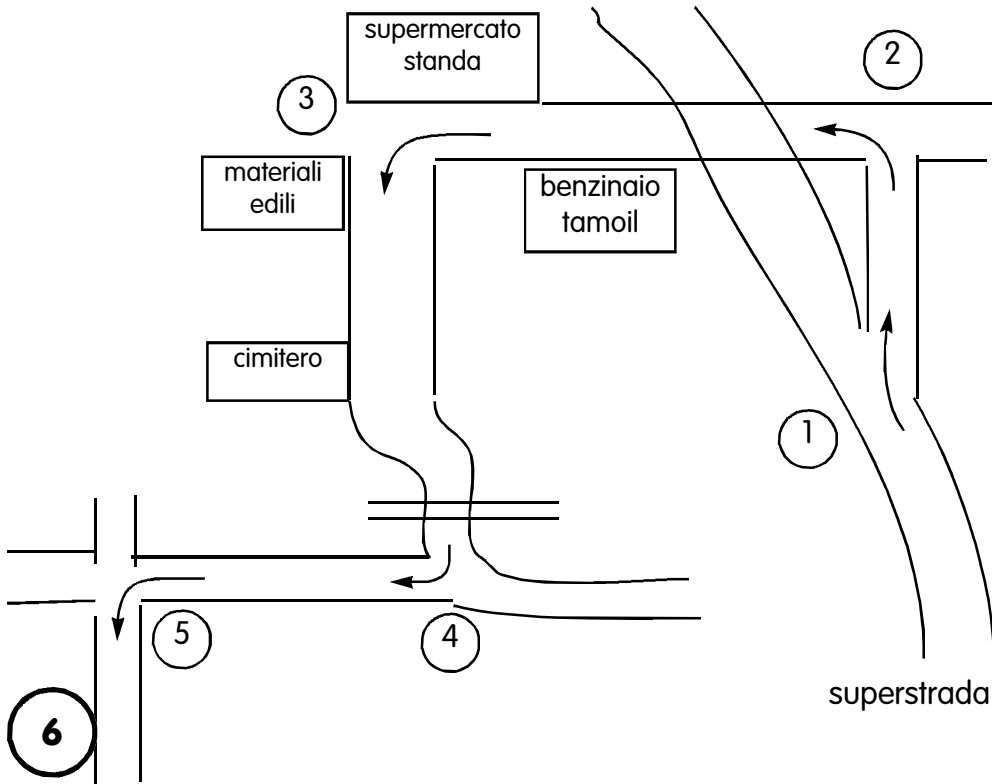 supermercato
standa
2
3
materiali
edili
benzinaio
tamoil
cimitero
1
5
4
superstrada
6